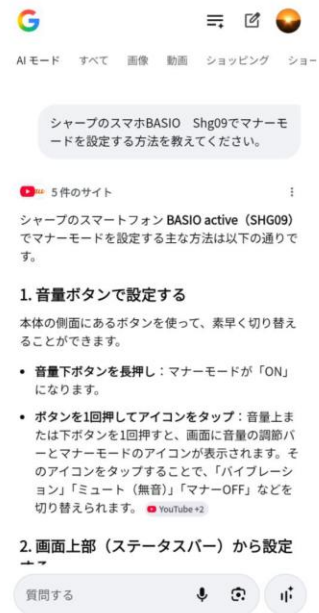 AI モード すべて 画像 動画 ショッピング ショー
シャープのスマホBASIO Shg09でマナーモ
ードを設定する方法を教えてください。
5 件のサイト
シャープのスマートフォン BASIO active（SHG09）
でマナーモードを設定する主な方法は以下の通りで
す。
1. 音量ボタンで設定する
本体の側面にあるボタンを使って、素早く切り替え
ることができます。
• 音量下ボタンを長押し：マナーモードが「ON」
になります。
• ボタンを1回押してアイコンをタップ：音量上ま
たは下ボタンを1回押すと、画面に音量の調節バ
ーとマナーモードのアイコンが表示されます。そ
のアイコンをタップすることで、「バイブレーシ
ョン」「ミュート（無音）」「マナーOFF」などを
切り替えられます。 YouTube +2
2. 画面上部（ステータスバー）から設定
質問する